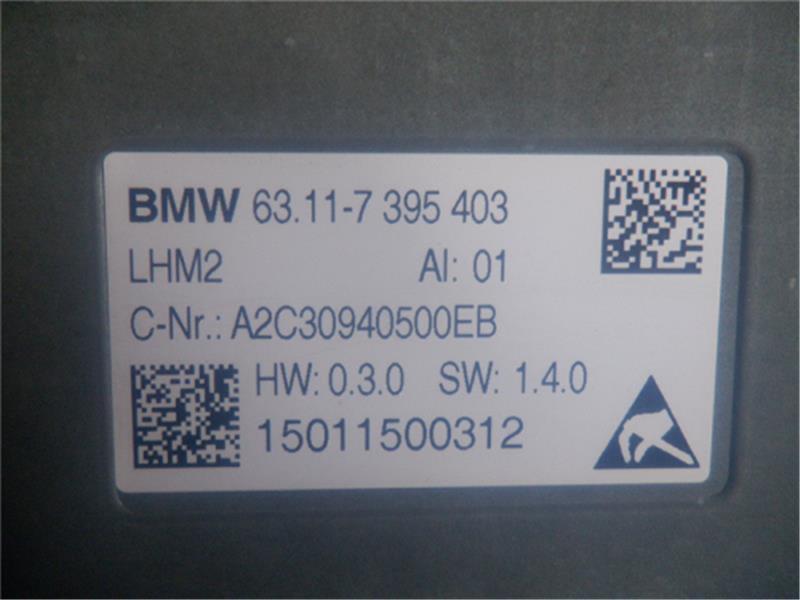 BMW 63.11-7 395 403
LHM2 AI: 01
C-Nr.: A2C30940500EB
HW: 0.3.0 SW: 1.4.0
15011500312